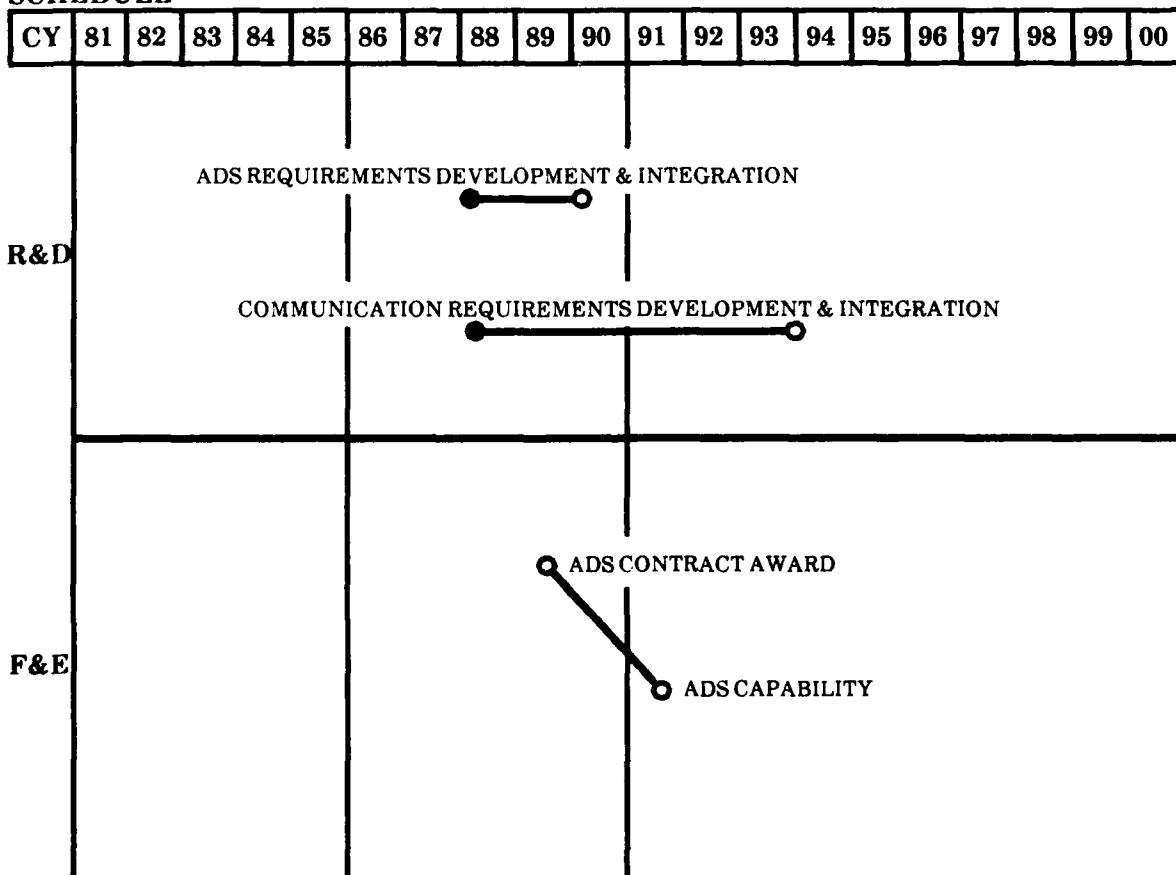 SCHEDULE
CY 81 82 83 84 85 86 87 88 89 90 91 92 93 94 95 96 97 98 99 00
ADS REQUIREMENTS DEVELOPMENT & INTEGRATION
R&D
COMMUNICATION REQUIREMENTS DEVELOPMENT & INTEGRATION
ADS CONTRACT AWARD
F&E
ADS CAPABILITY